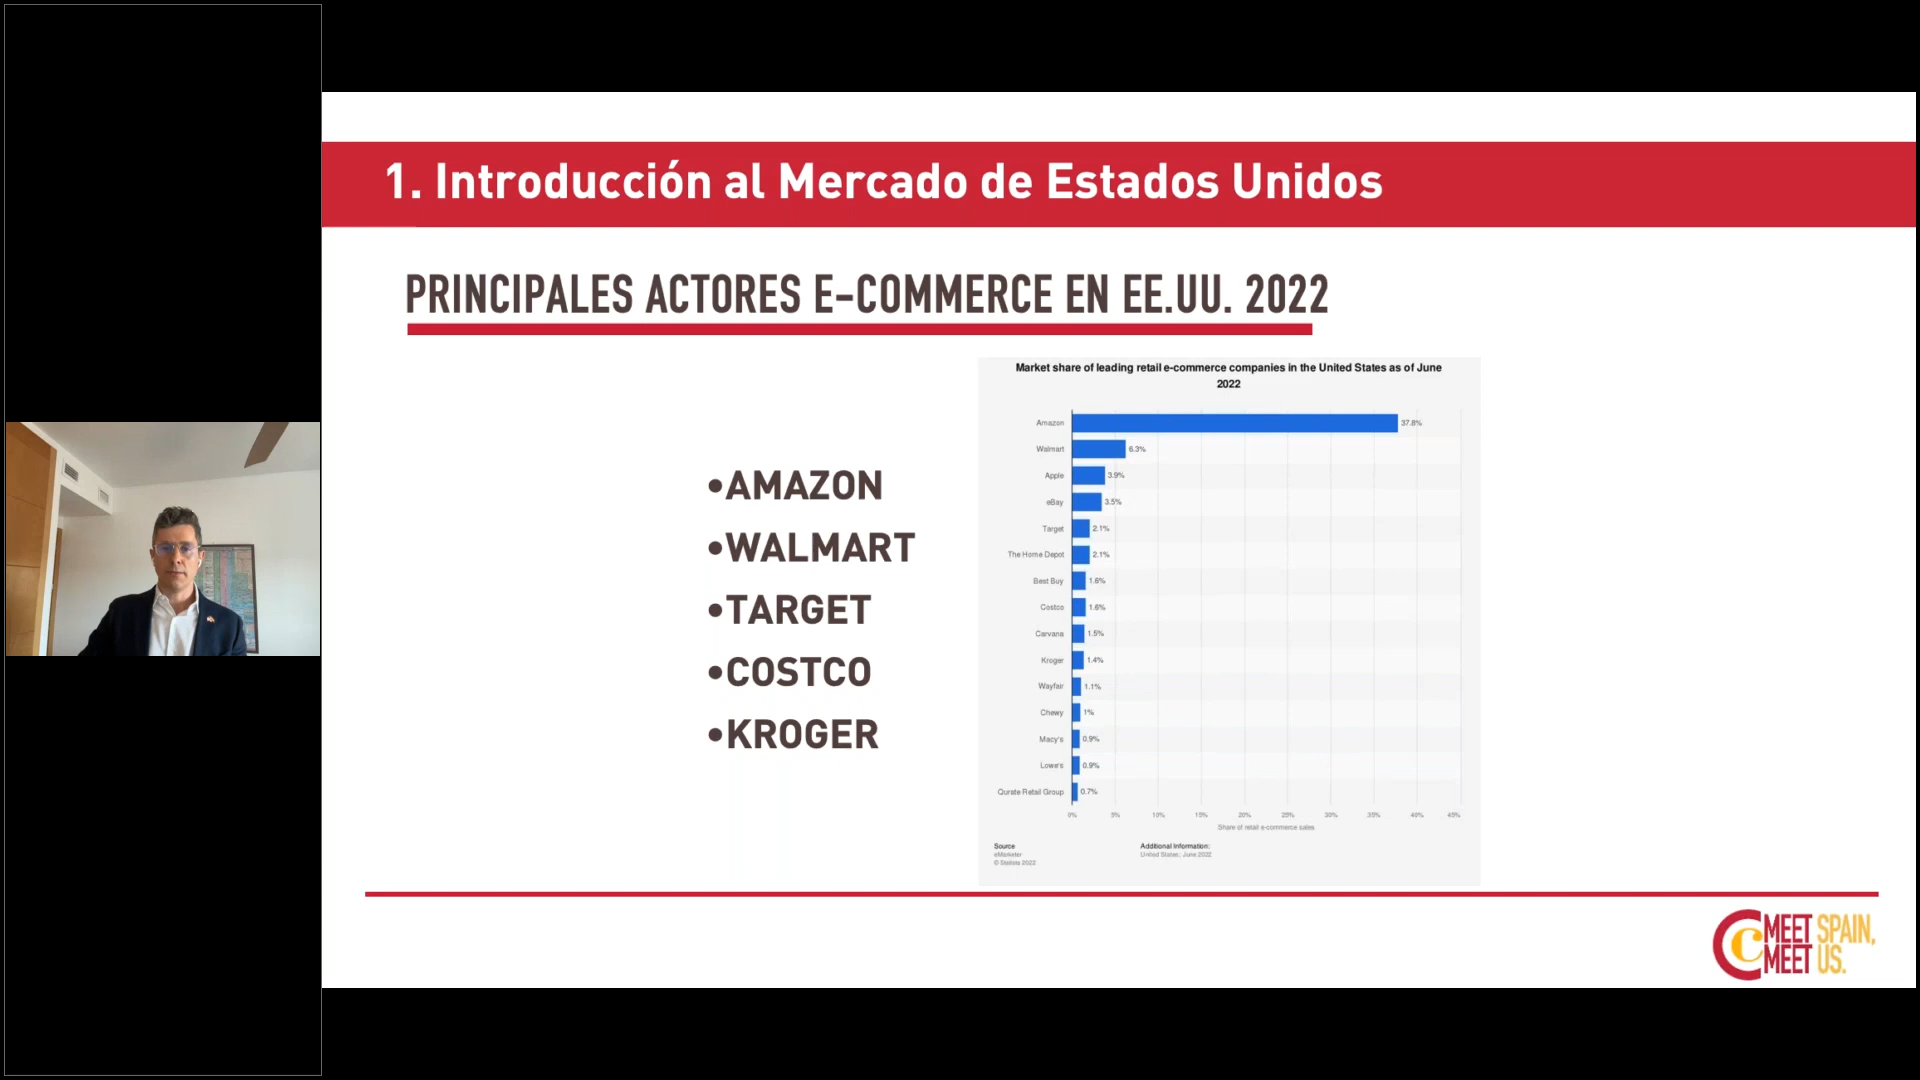 1. Introducción al Mercado de Estados Unidos
PRINCIPALES ACTORES E-COMMERCE EN EE.UU. 2022
•AMAZON
•WALMART
•TARGET
•COSTCO
•KROGER
Market share of leading retail e-commerce companies in the United States as of June
2022
Amazon 37.8%
Walmart 6.3%
Apple 3.9%
eBay 3.5%
Target 2.1%
The Home Depot 2.1%
Best Buy 1.6%
Costco 1.6%
Carvana 1.5%
Kroger 1.4%
Wayfair 1.1%
Chewy 1%
Macy's 0.9%
Lowe's 0.9%
Qurate Retail Group 0.7%
0% 5% 10% 15% 20% 25% 30% 35% 40% 45%
Share of retail e-commerce sales
Source
eMarketer
© Statista 2022
Additional Information:
United States; June 2022
MEET SPAIN,
MEET US.